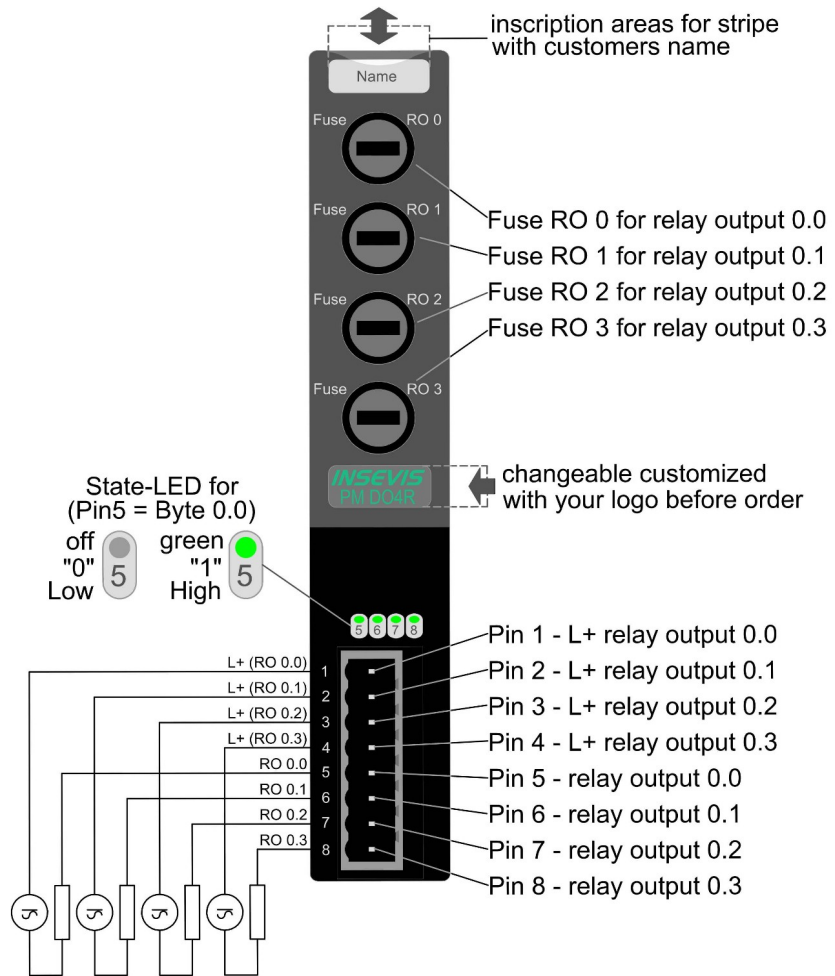 inscription areas for stripe
with customers name
Name
Fuse RO 0
Fuse RO 1
Fuse RO 2
Fuse RO 3
Fuse RO 0 for relay output 0.0
Fuse RO 1 for relay output 0.1
Fuse RO 2 for relay output 0.2
Fuse RO 3 for relay output 0.3
INSEVIS
PM DO4R
changeable customized
with your logo before order
State-LED for
(Pin5 = Byte 0.0)
off green
"0" "1"
Low 5 High 5
5 6 7 8
L+ (RO 0.0) 1
L+ (RO 0.1) 2
L+ (RO 0.2) 3
L+ (RO 0.3) 4
RO 0.0 5
RO 0.1 6
RO 0.2 7
RO 0.3 8
Pin 1 - L+ relay output 0.0
Pin 2 - L+ relay output 0.1
Pin 3 - L+ relay output 0.2
Pin 4 - L+ relay output 0.3
Pin 5 - relay output 0.0
Pin 6 - relay output 0.1
Pin 7 - relay output 0.2
Pin 8 - relay output 0.3